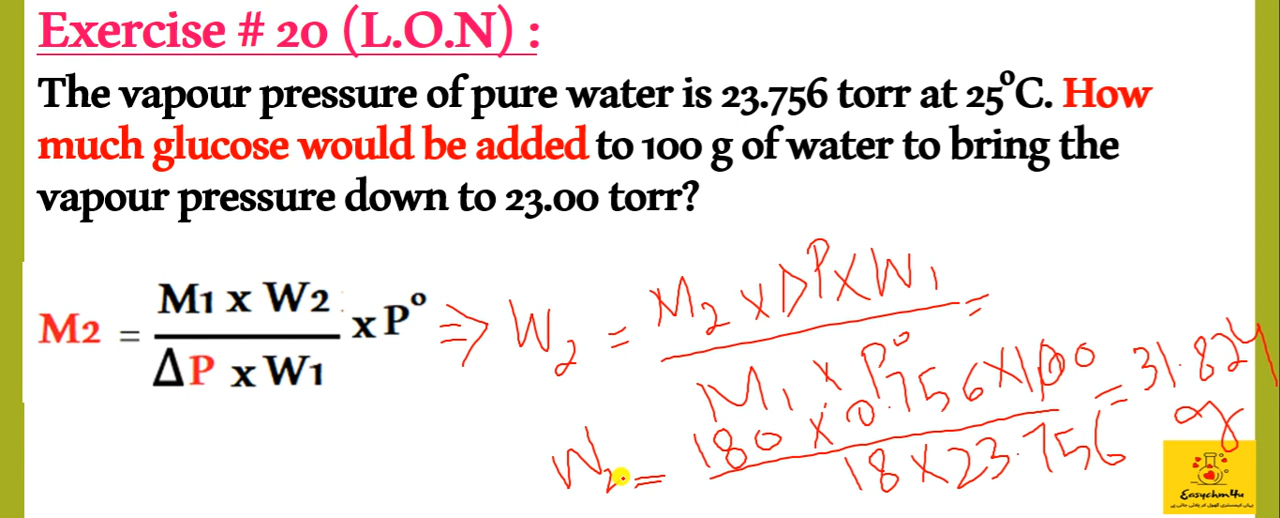 Exercise # 20 (L.O.N) :
The vapour pressure of pure water is 23.756 torr at 25°C. How
much glucose would be added to 100 g of water to bring the
vapour pressure down to 23.00 torr?
M2 = M1 x W2 / ΔP x W1 x P° => W2 = M2 x ΔP x W1 / M1 x P° =
W2 = 180 x 0.756 x 100 / 18 x 23.756 = 31.824 g
Easychm4u